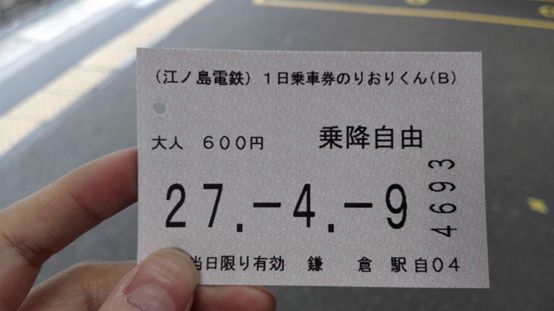 (江ノ島電鉄) 1日乗車券のりおりくん(B)
大人 600円 乗降自由
27.-4.-9
4693
当日限り有効 鎌 倉 駅自04